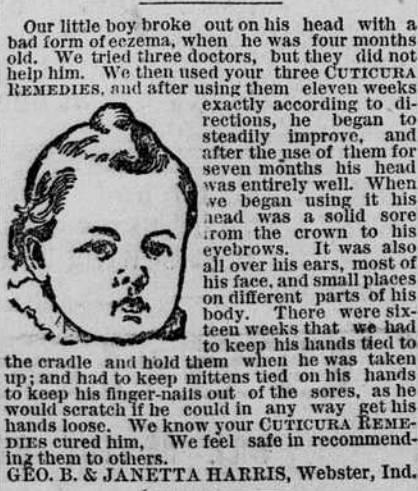 Our little boy broke out on his head with a
bad form of eczema, when he was four months
old. We tried three doctors, but they did not
help him. We then used your three CUTICURA
REMEDIES, and after using them eleven weeks
exactly according to di-
rections, he began to
steadily improve, and
after the use of them for
seven months his head
was entirely well. When
we began using it his
head was a solid sore
from the crown to his
eyebrows. It was also
all over his ears, most of
his face, and small places
on different parts of his
body. There were six-
teen weeks that we had
to keep his hands tied to
the cradle and hold them when he was taken
up; and had to keep mittens tied on his hands
to keep his finger-nails out of the sores, as he
would scratch if he could in any way get his
hands loose. We know your CUTICURA REME-
DIES cured him, We feel safe in recommend-
ing them to others.
GEO. B. & JANETTA HARRIS, Webster, Ind.